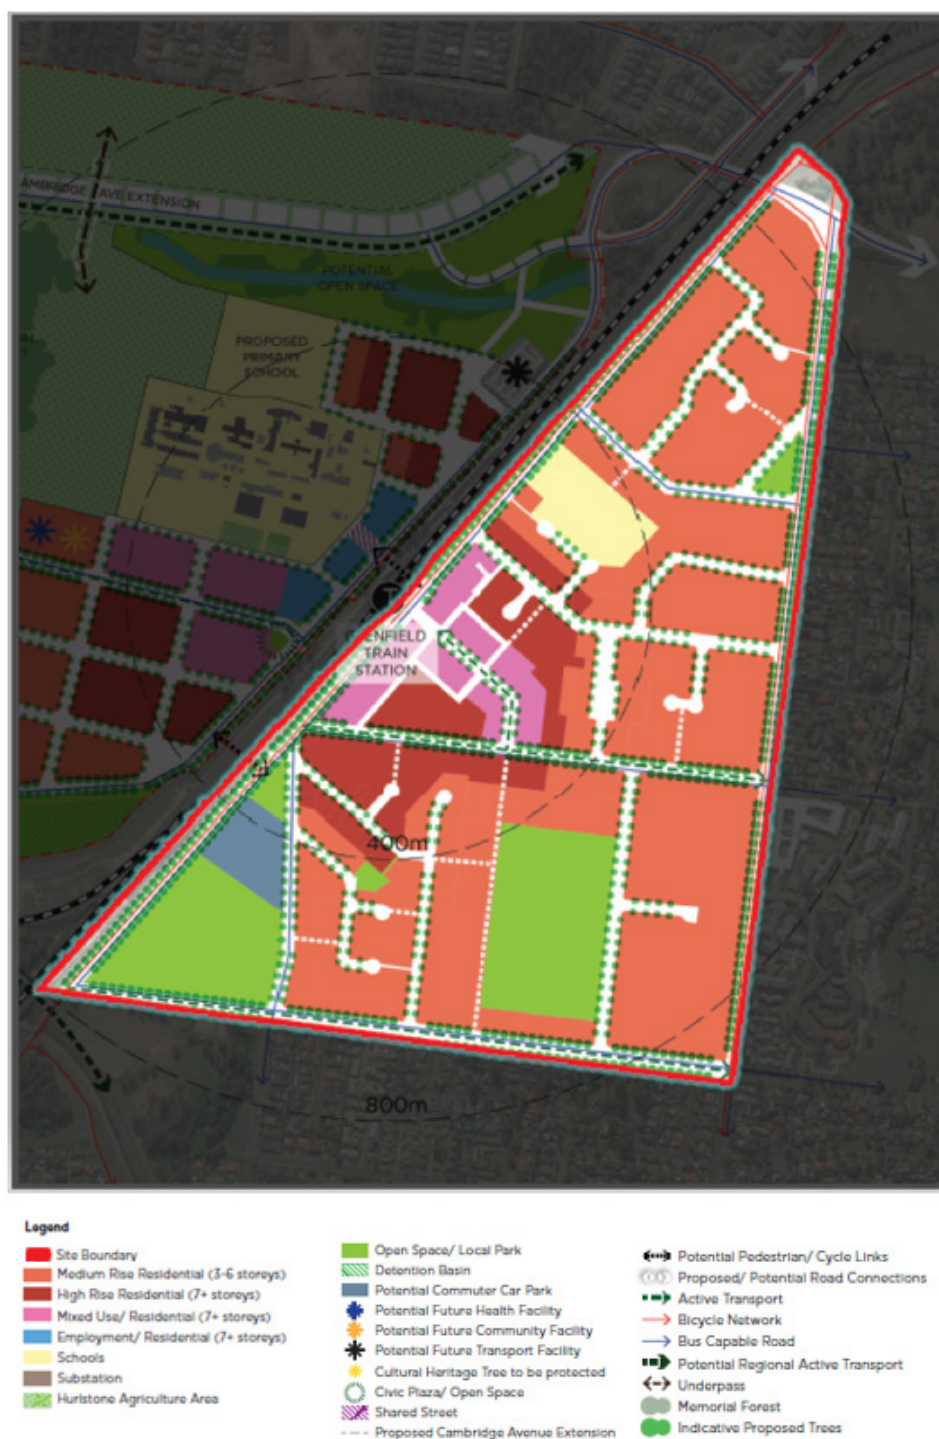 AMBRIDGE AVE EXTENSION
POTENTIAL
OPEN SPACE
PROPOSED
PRIMARY
SCHOOL
GLENFIELD
TRAIN
STATION
400m
800m
Legend
Site Boundary
Medium Rise Residential (3-6 storeys)
High Rise Residential (7+ storeys)
Mixed Use/ Residential (7+ storeys)
Employment/ Residential (7+ storeys)
Schools
Substation
Hurlstone Agriculture Area
Open Space/ Local Park
Detention Basin
Potential Commuter Car Park
Potential Future Health Facility
Potential Future Community Facility
Potential Future Transport Facility
Cultural Heritage Tree to be protected
Civic Plaza/ Open Space
Shared Street
Proposed Cambridge Avenue Extension
Potential Pedestrian/ Cycle Links
Proposed/ Potential Road Connections
Active Transport
Bicycle Network
Bus Capable Road
Potential Regional Active Transport
Underpass
Memorial Forest
Indicative Proposed Trees